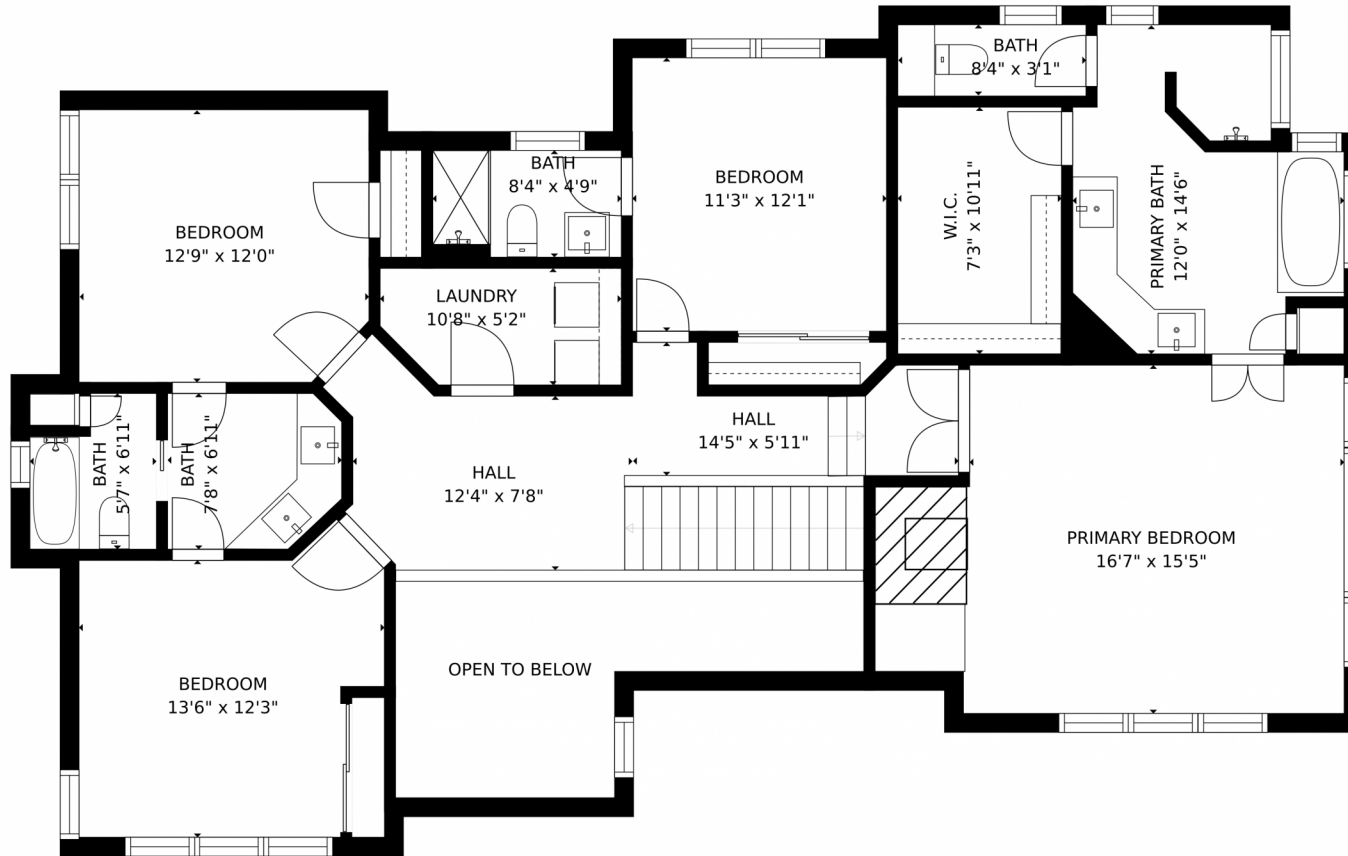 BATH
8'4" x 3'1"
BEDROOM
12'9" x 12'0"
BATH
8'4" x 4'9"
BEDROOM
11'3" x 12'1"
W.I.C.
7'3" x 10'11"
PRIMARY BATH
12'0" x 14'6"
LAUNDRY
10'8" x 5'2"
BATH
5'7" x 6'11"
BATH
7'8" x 6'11"
HALL
12'4" x 7'8"
HALL
14'5" x 5'11"
PRIMARY BEDROOM
16'7" x 15'5"
BEDROOM
13'6" x 12'3"
OPEN TO BELOW